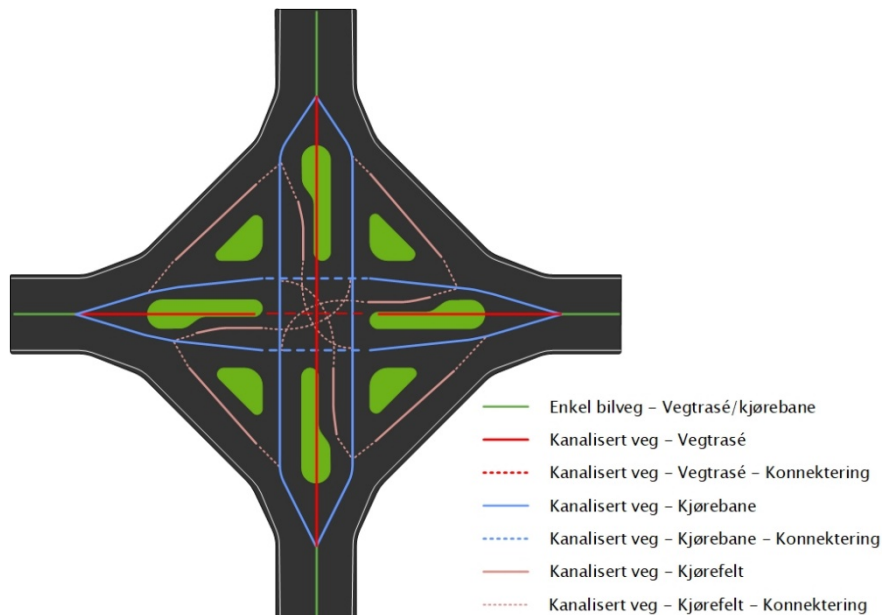 Enkel bilveg – Vegtrasé/kjørebane
Kanalisert veg – Vegtrasé
Kanalisert veg – Vegtrasé – Konnektering
Kanalisert veg – Kjørebane
Kanalisert veg – Kjørebane – Konnektering
Kanalisert veg – Kjørefelt
Kanalisert veg – Kjørefelt – Konnektering